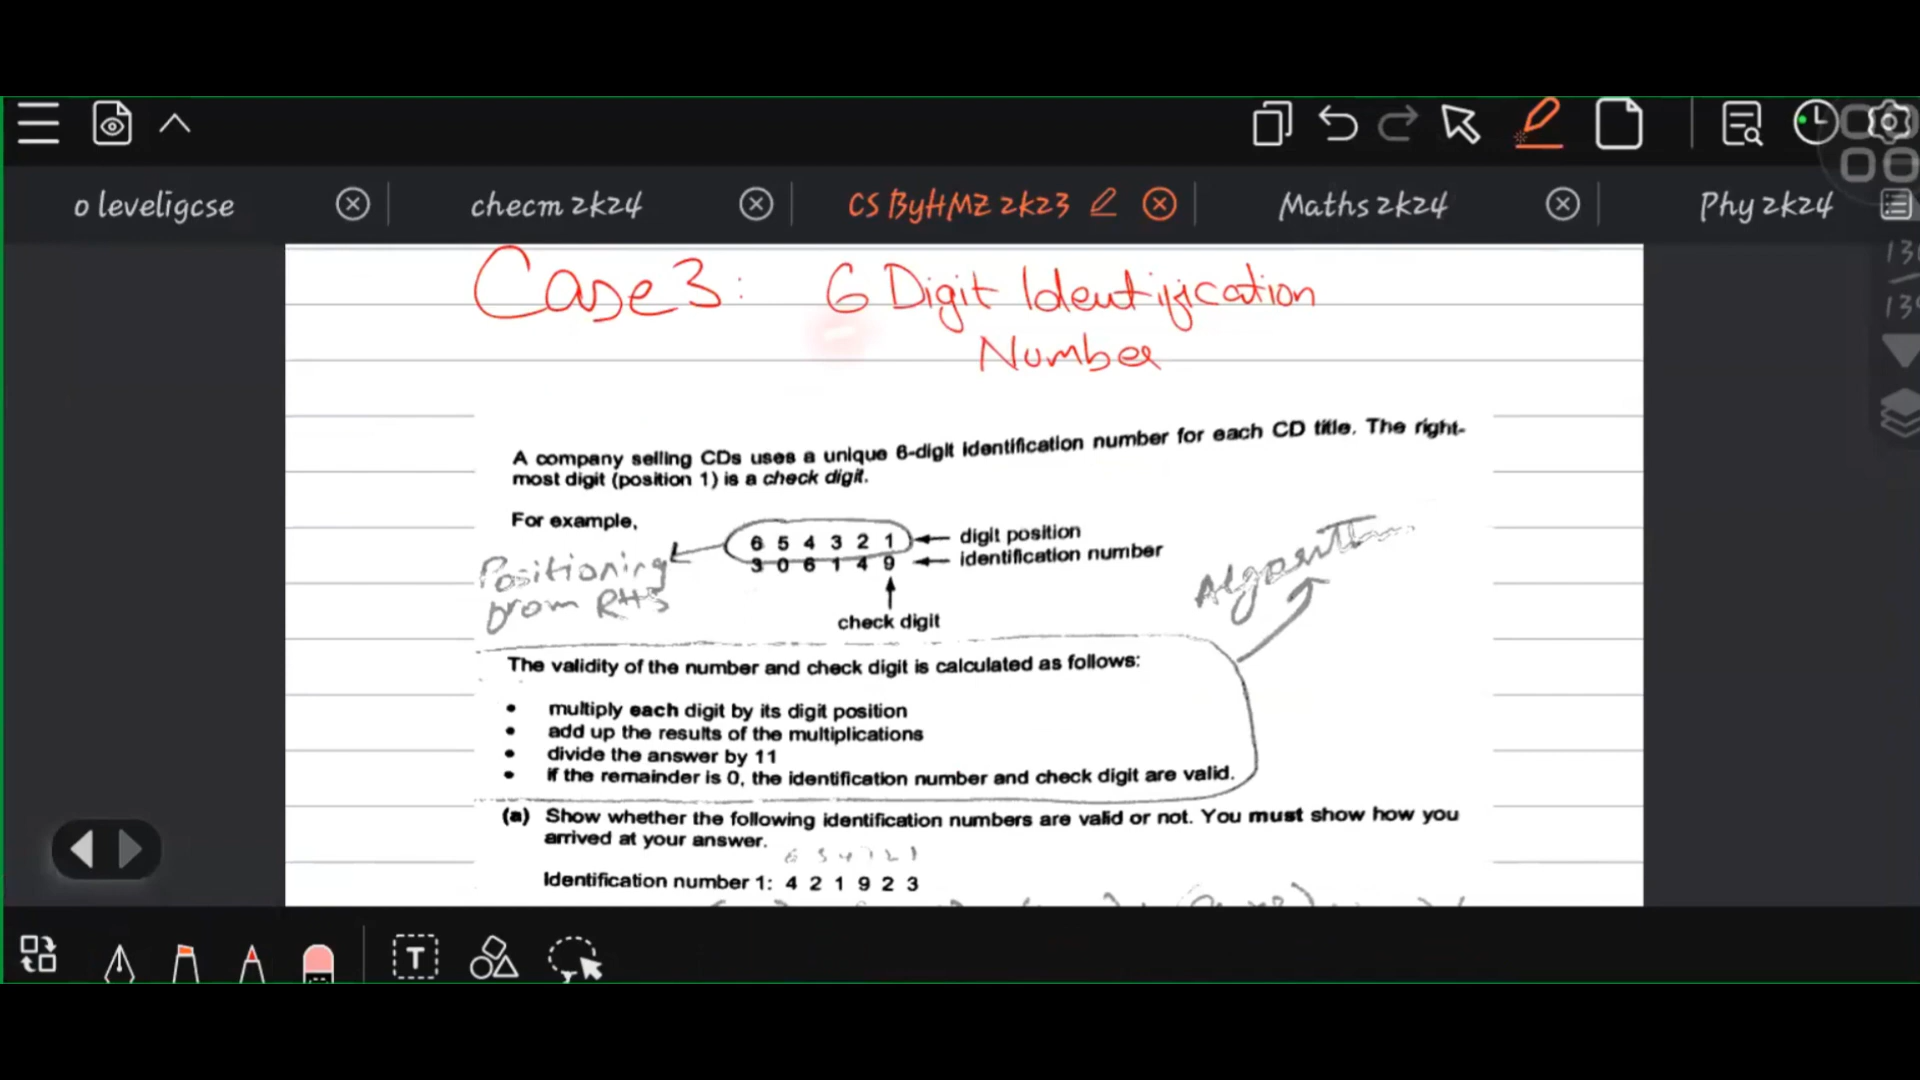 o leveligcse
checm 2k24
CS ByHMZ 2k23
Maths 2k24
Phy 2k24
Case 3: 6 Digit Identification
Number
A company selling CDs uses a unique 6-digit identification number for each CD title. The right-
most digit (position 1) is a check digit.
For example,
6 5 4 3 2 1 digit position
3 0 6 1 4 9 identification number
Positioning
from RHS
check digit
Algorithm
The validity of the number and check digit is calculated as follows:
• multiply each digit by its digit position
• add up the results of the multiplications
• divide the answer by 11
• if the remainder is 0, the identification number and check digit are valid.
(a) Show whether the following identification numbers are valid or not. You must show how you
arrived at your answer.
Identification number 1: 4 2 1 9 2 3
T